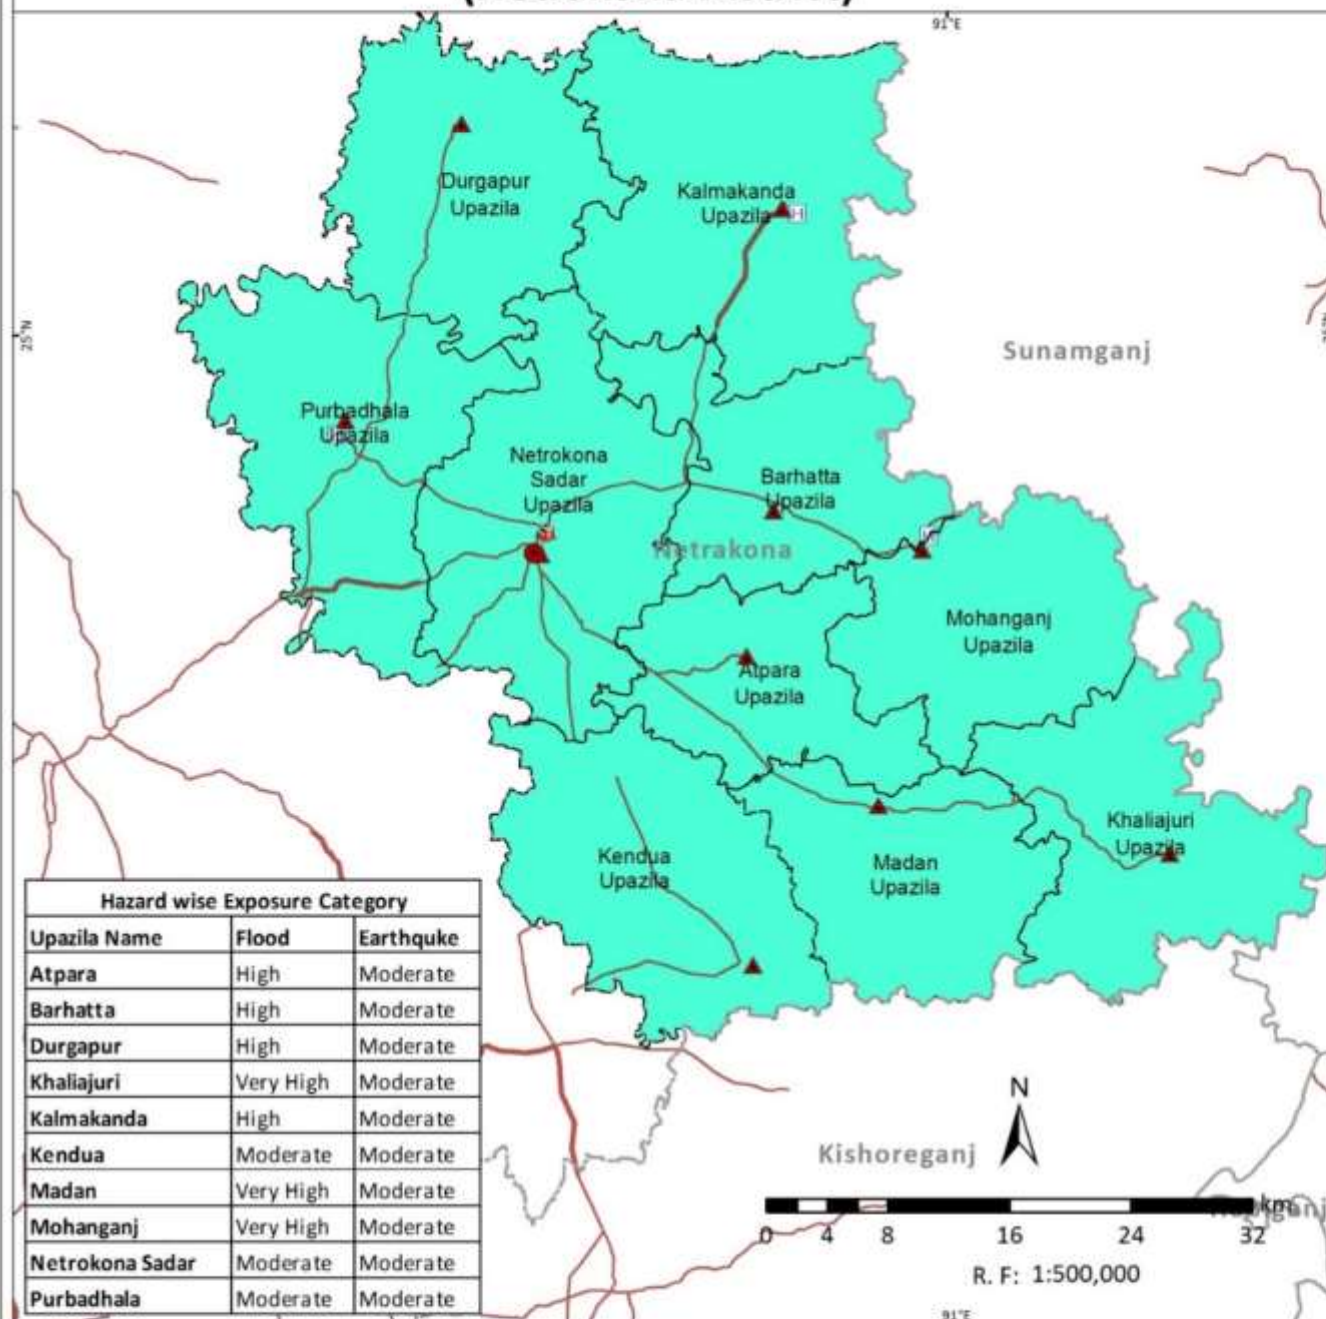 91°E
Durgapur
Upazila
Kalmakanda
Upazila
H
25°N
Sunamganj
Purbadhala
Upazila
Netrokona
Sadar
Upazila
Barhatta
Upazila
Netrakona
Mohanganj
Upazila
Atpara
Upazila
Khaliajuri
Upazila
Kendua
Upazila
Madan
Upazila
Hazard wise Exposure Category
Upazila Name Flood Earthquke
Atpara High Moderate
Barhatta High Moderate
Durgapur High Moderate
Khaliajuri Very High Moderate
Kalmakanda High Moderate
Kendua Moderate Moderate
Madan Very High Moderate
Mohanganj Very High Moderate
Netrokona Sadar Moderate Moderate
Purbadhala Moderate Moderate
N
Kishoreganj
km
0 4 8 16 24 32
R. F: 1:500,000
91°E